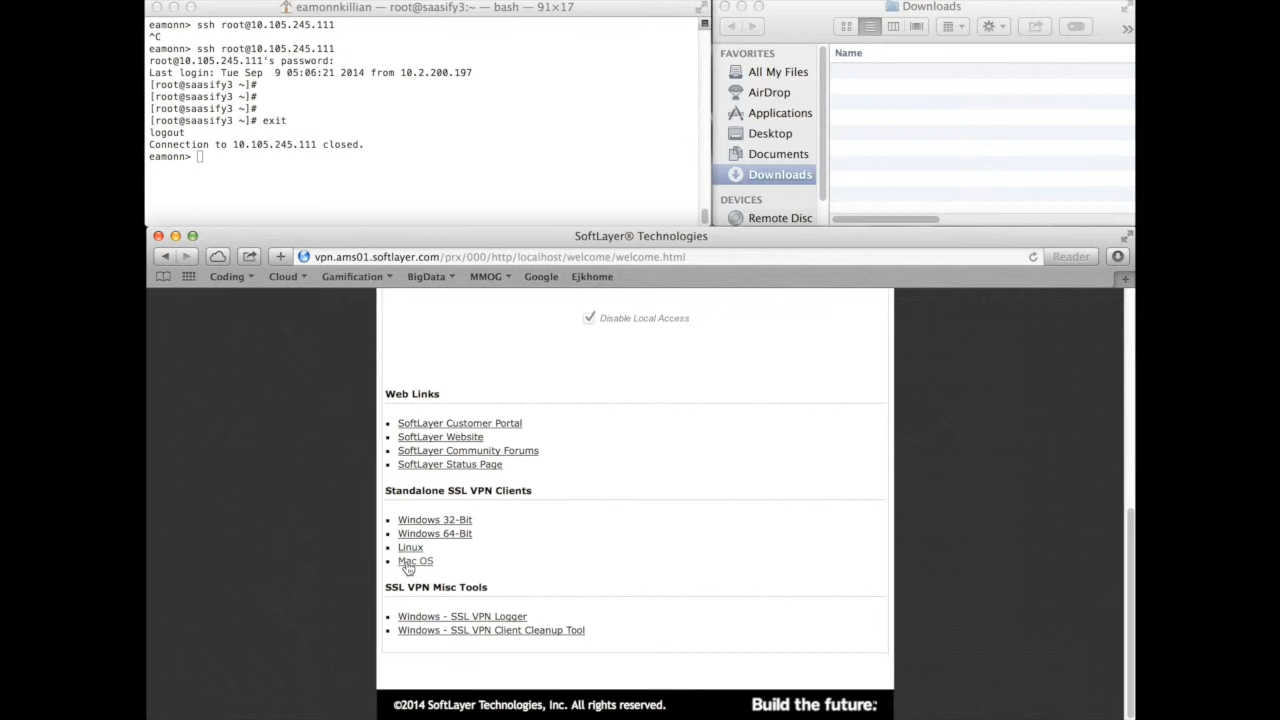 eamonnkillian — root@saasify3:~ — bash — 91×17
eamonn> ssh root@10.105.245.111
^C
eamonn> ssh root@10.105.245.111
root@10.105.245.111's password:
Last login: Tue Sep  9 05:06:21 2014 from 10.2.200.197
[root@saasify3 ~]#
[root@saasify3 ~]#
[root@saasify3 ~]#
[root@saasify3 ~]# exit
logout
Connection to 10.105.245.111 closed.
eamonn>
Downloads
FAVORITES
All My Files
AirDrop
Applications
Desktop
Documents
Downloads
DEVICES
Remote Disc
Name
SoftLayer® Technologies
vpn.ams01.softlayer.com/prx/000/http/localhost/welcome/welcome.html
Reader
Coding Cloud Gamification BigData MMOG Google Ejkhome
Disable Local Access
Web Links
SoftLayer Customer Portal
SoftLayer Website
SoftLayer Community Forums
SoftLayer Status Page
Standalone SSL VPN Clients
Windows 32-Bit
Windows 64-Bit
Linux
Mac OS
SSL VPN Misc Tools
Windows - SSL VPN Logger
Windows - SSL VPN Client Cleanup Tool
©2014 SoftLayer Technologies, Inc. All rights reserved.
Build the future: